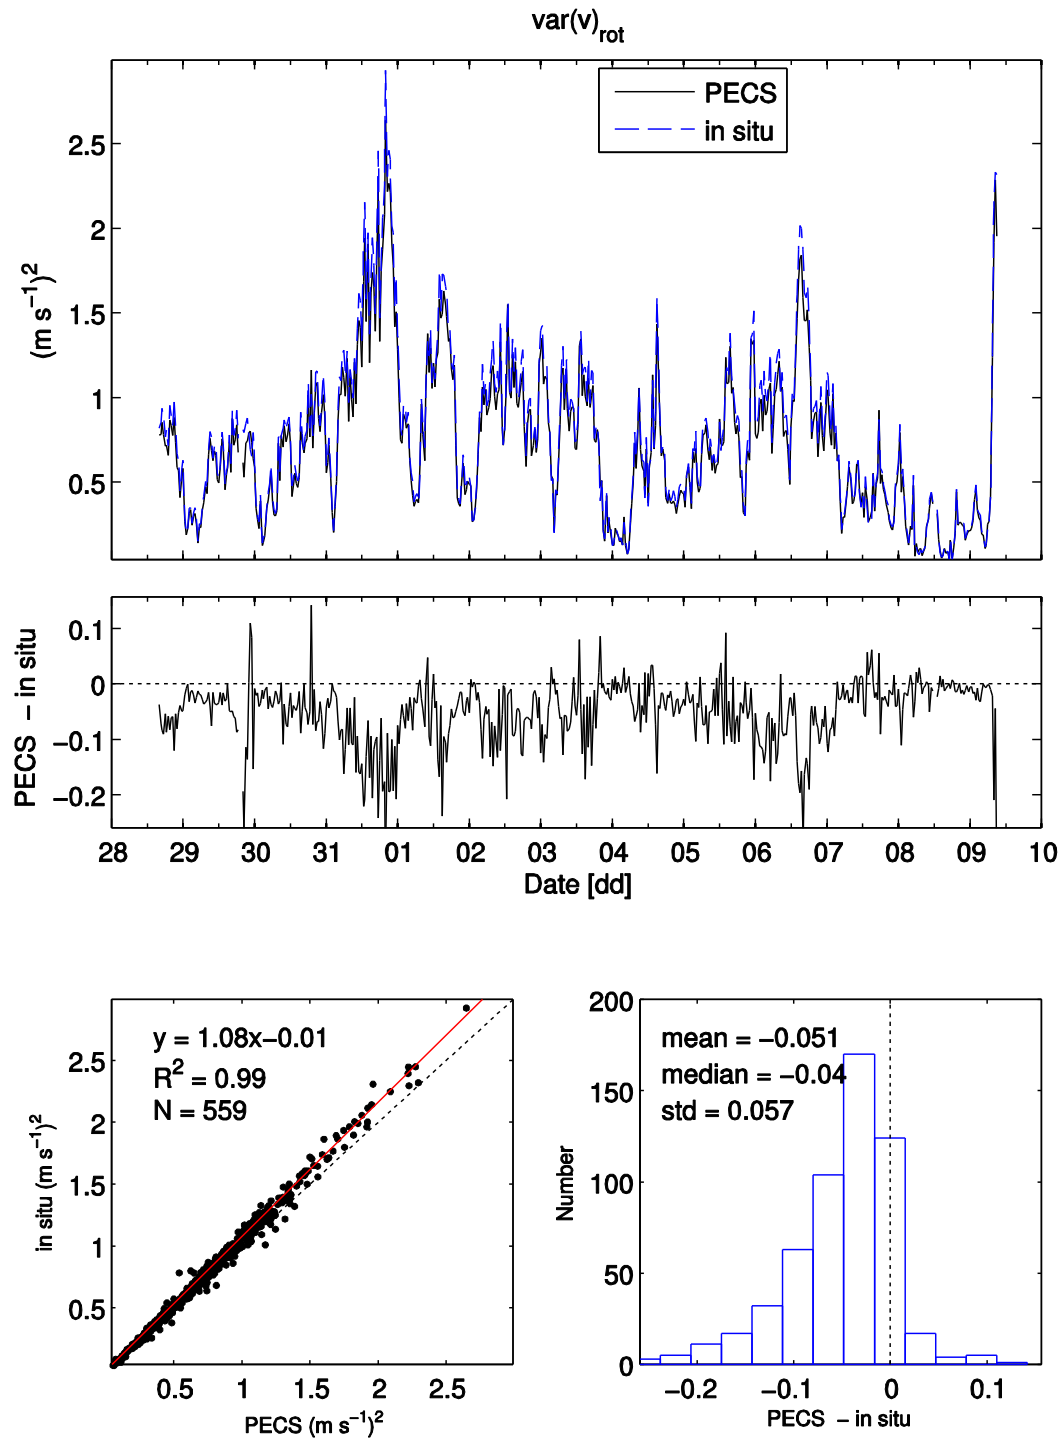 var(v)rot
PECS
in situ
(m s−1)2
2.5
2
1.5
1
0.5
PECS − in situ
0.1
0
−0.1
−0.2
28 29 30 31 01 02 03 04 05 06 07 08 09 10
Date [dd]
y = 1.08x−0.01
R2 = 0.99
N = 559
in situ (m s−1)2
2.5
2
1.5
1
0.5
0.5 1 1.5 2 2.5
PECS (m s−1)2
mean = −0.051
median = −0.04
std = 0.057
Number
200
150
100
50
0
−0.2 −0.1 0 0.1
PECS − in situ